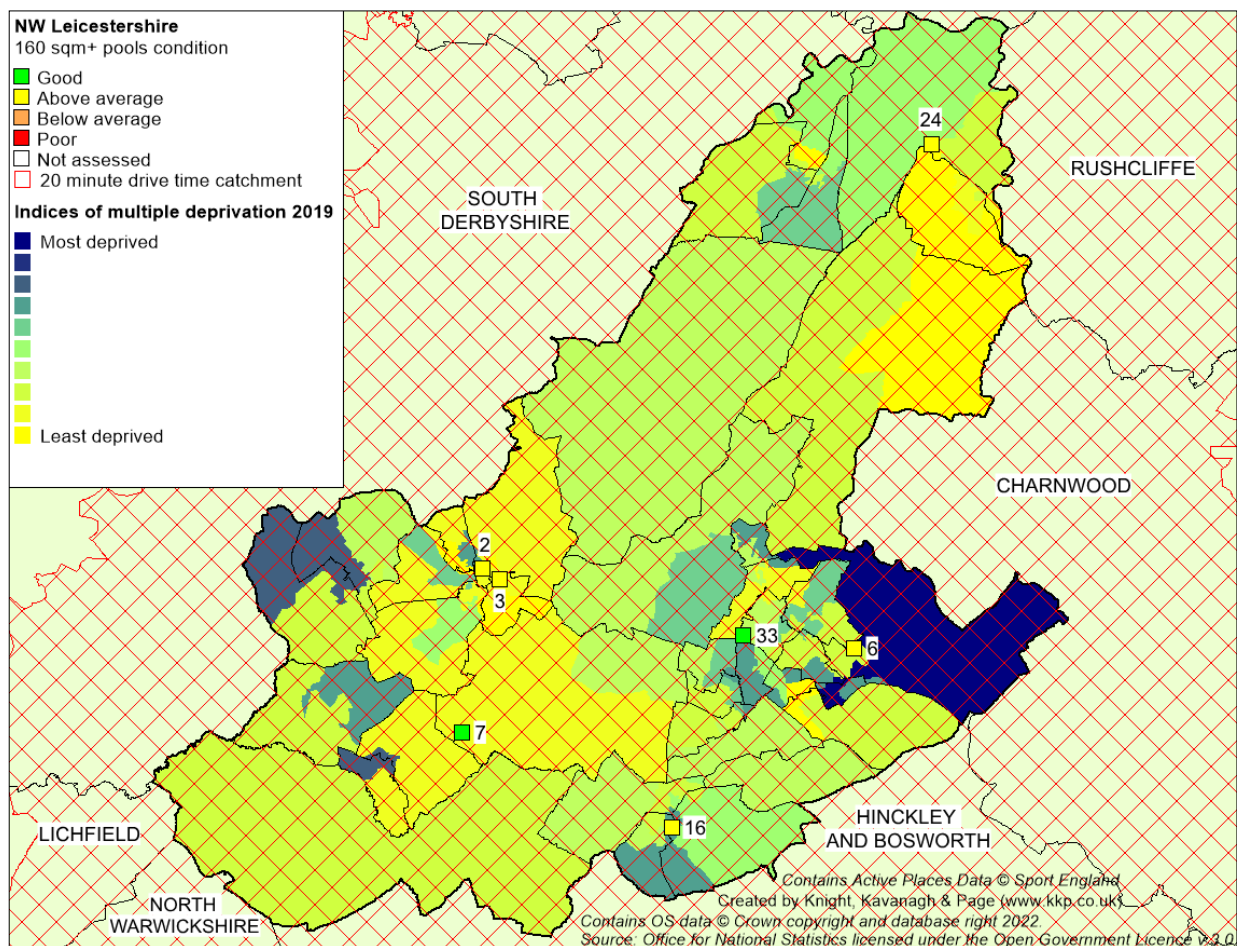 NW Leicestershire
160 sqm+ pools condition
Good
Above average
Below average
Poor
Not assessed
20 minute drive time catchment
Indices of multiple deprivation 2019
Most deprived
Least deprived
24
RUSHCLIFFE
SOUTH
DERBYSHIRE
CHARNWOOD
2
3
33
6
7
16
LICHFIELD
HINCKLEY
AND BOSWORTH
NORTH
WARWICKSHIRE
Contains Active Places Data © Sport England
Created by Knight, Kavanagh & Page (www.kkp.co.uk)
Contains OS data © Crown copyright and database right 2022.
Source: Office for National Statistics licensed under the Open Government Licence v.3.0